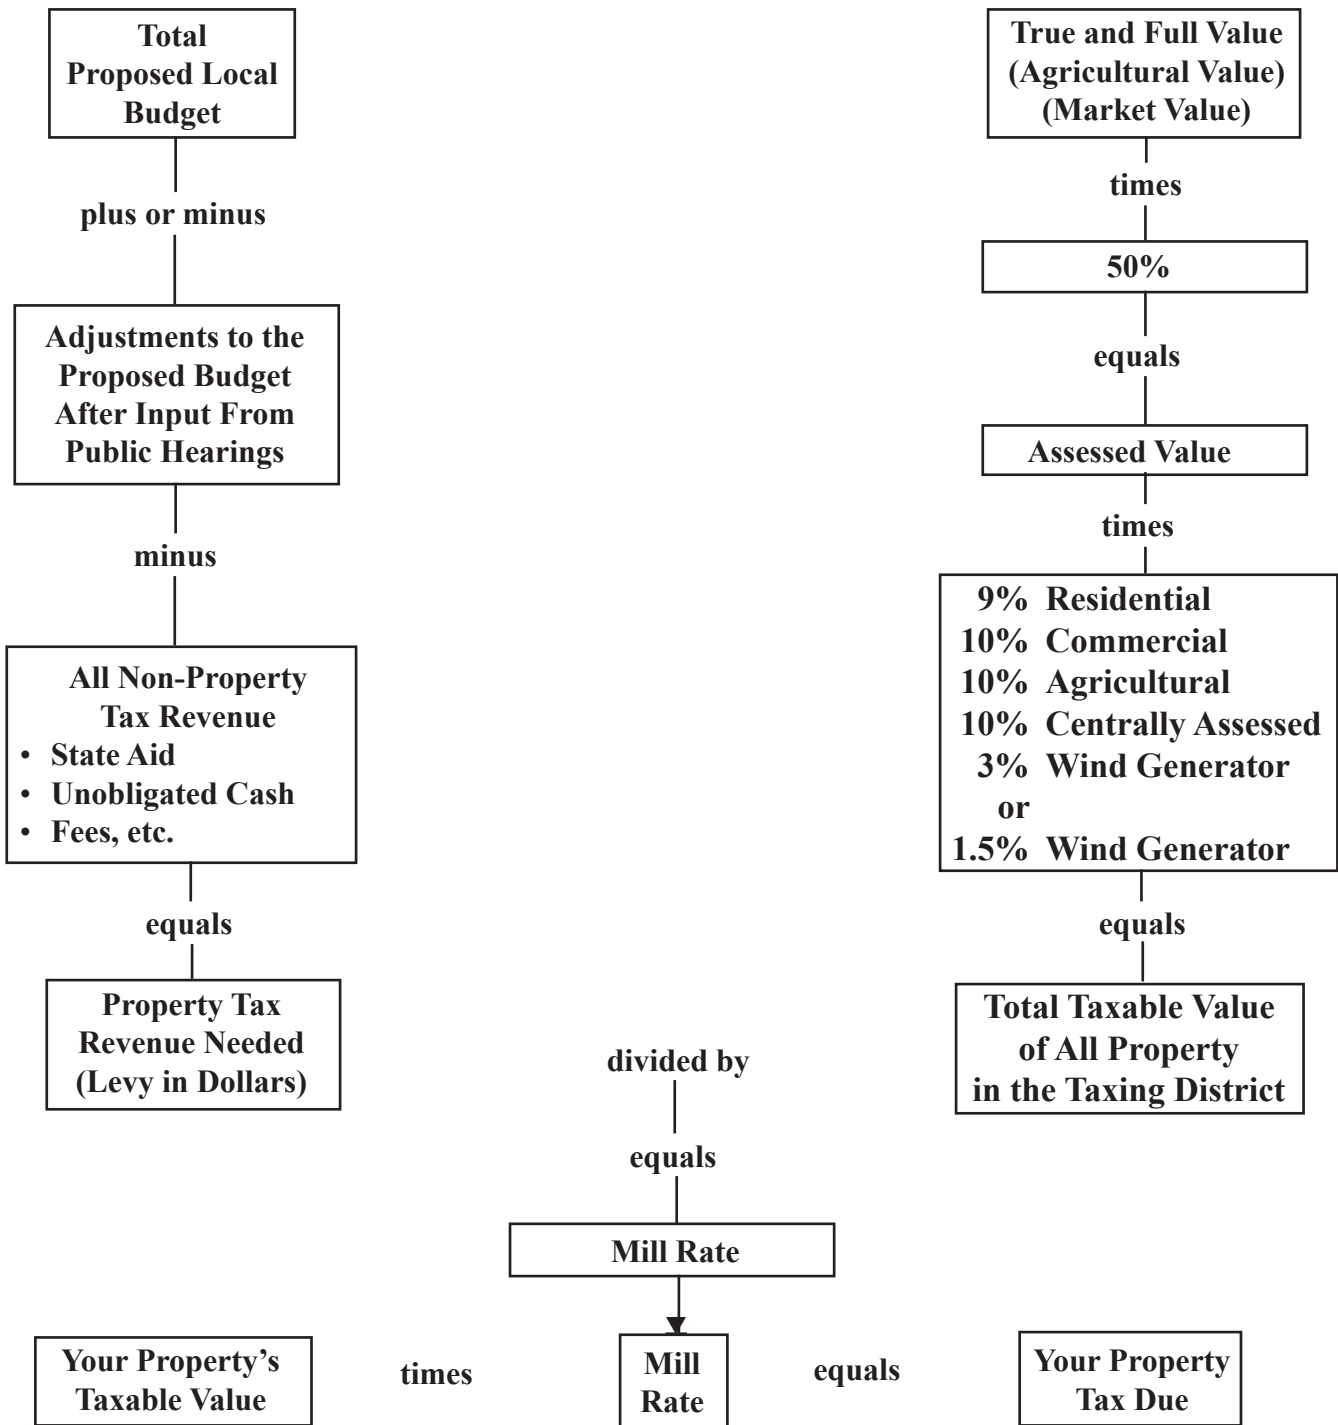 Total
Proposed Local
Budget
plus or minus
Adjustments to the
Proposed Budget
After Input From
Public Hearings
minus
All Non-Property
Tax Revenue
• State Aid
• Unobligated Cash
• Fees, etc.
equals
Property Tax
Revenue Needed
(Levy in Dollars)
True and Full Value
(Agricultural Value)
(Market Value)
times
50%
equals
Assessed Value
times
9% Residential
10% Commercial
10% Agricultural
10% Centrally Assessed
3% Wind Generator
or
1.5% Wind Generator
equals
Total Taxable Value
of All Property
in the Taxing District
divided by
equals
Mill Rate
Your Property’s
Taxable Value
times
Mill
Rate
equals
Your Property
Tax Due